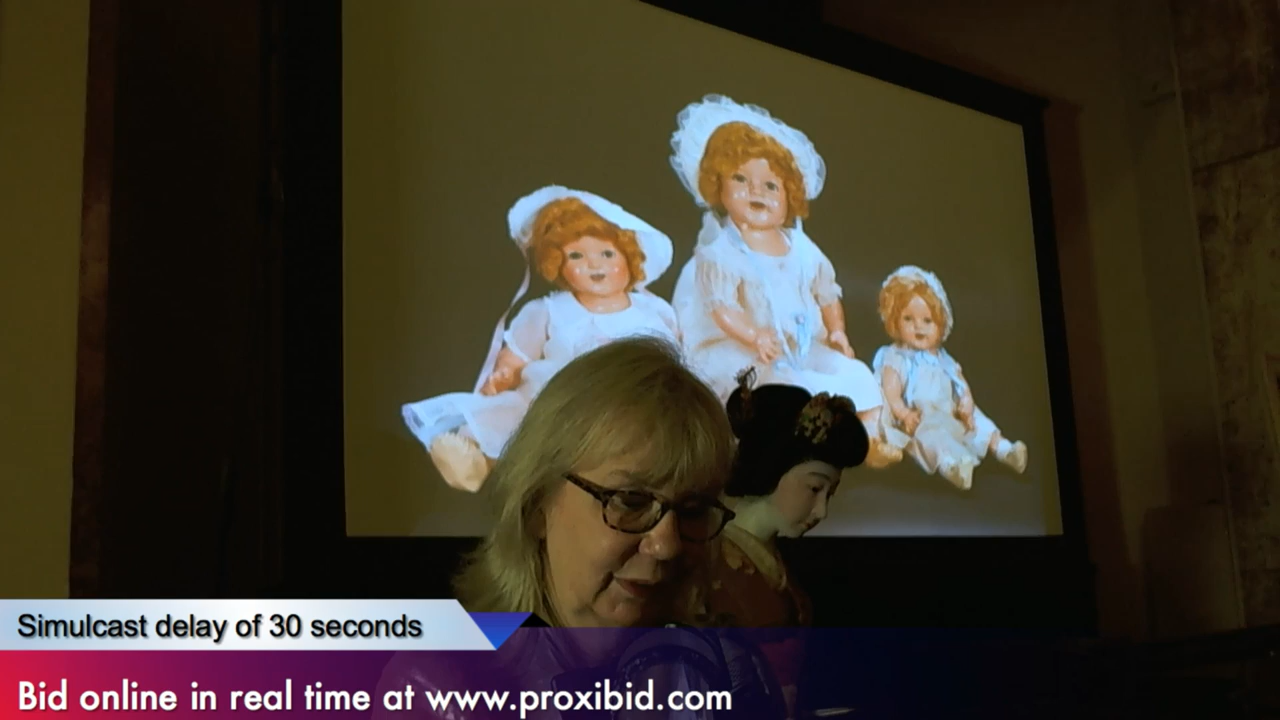 Simulcast delay of 30 seconds
Bid online in real time at www.proxibid.com